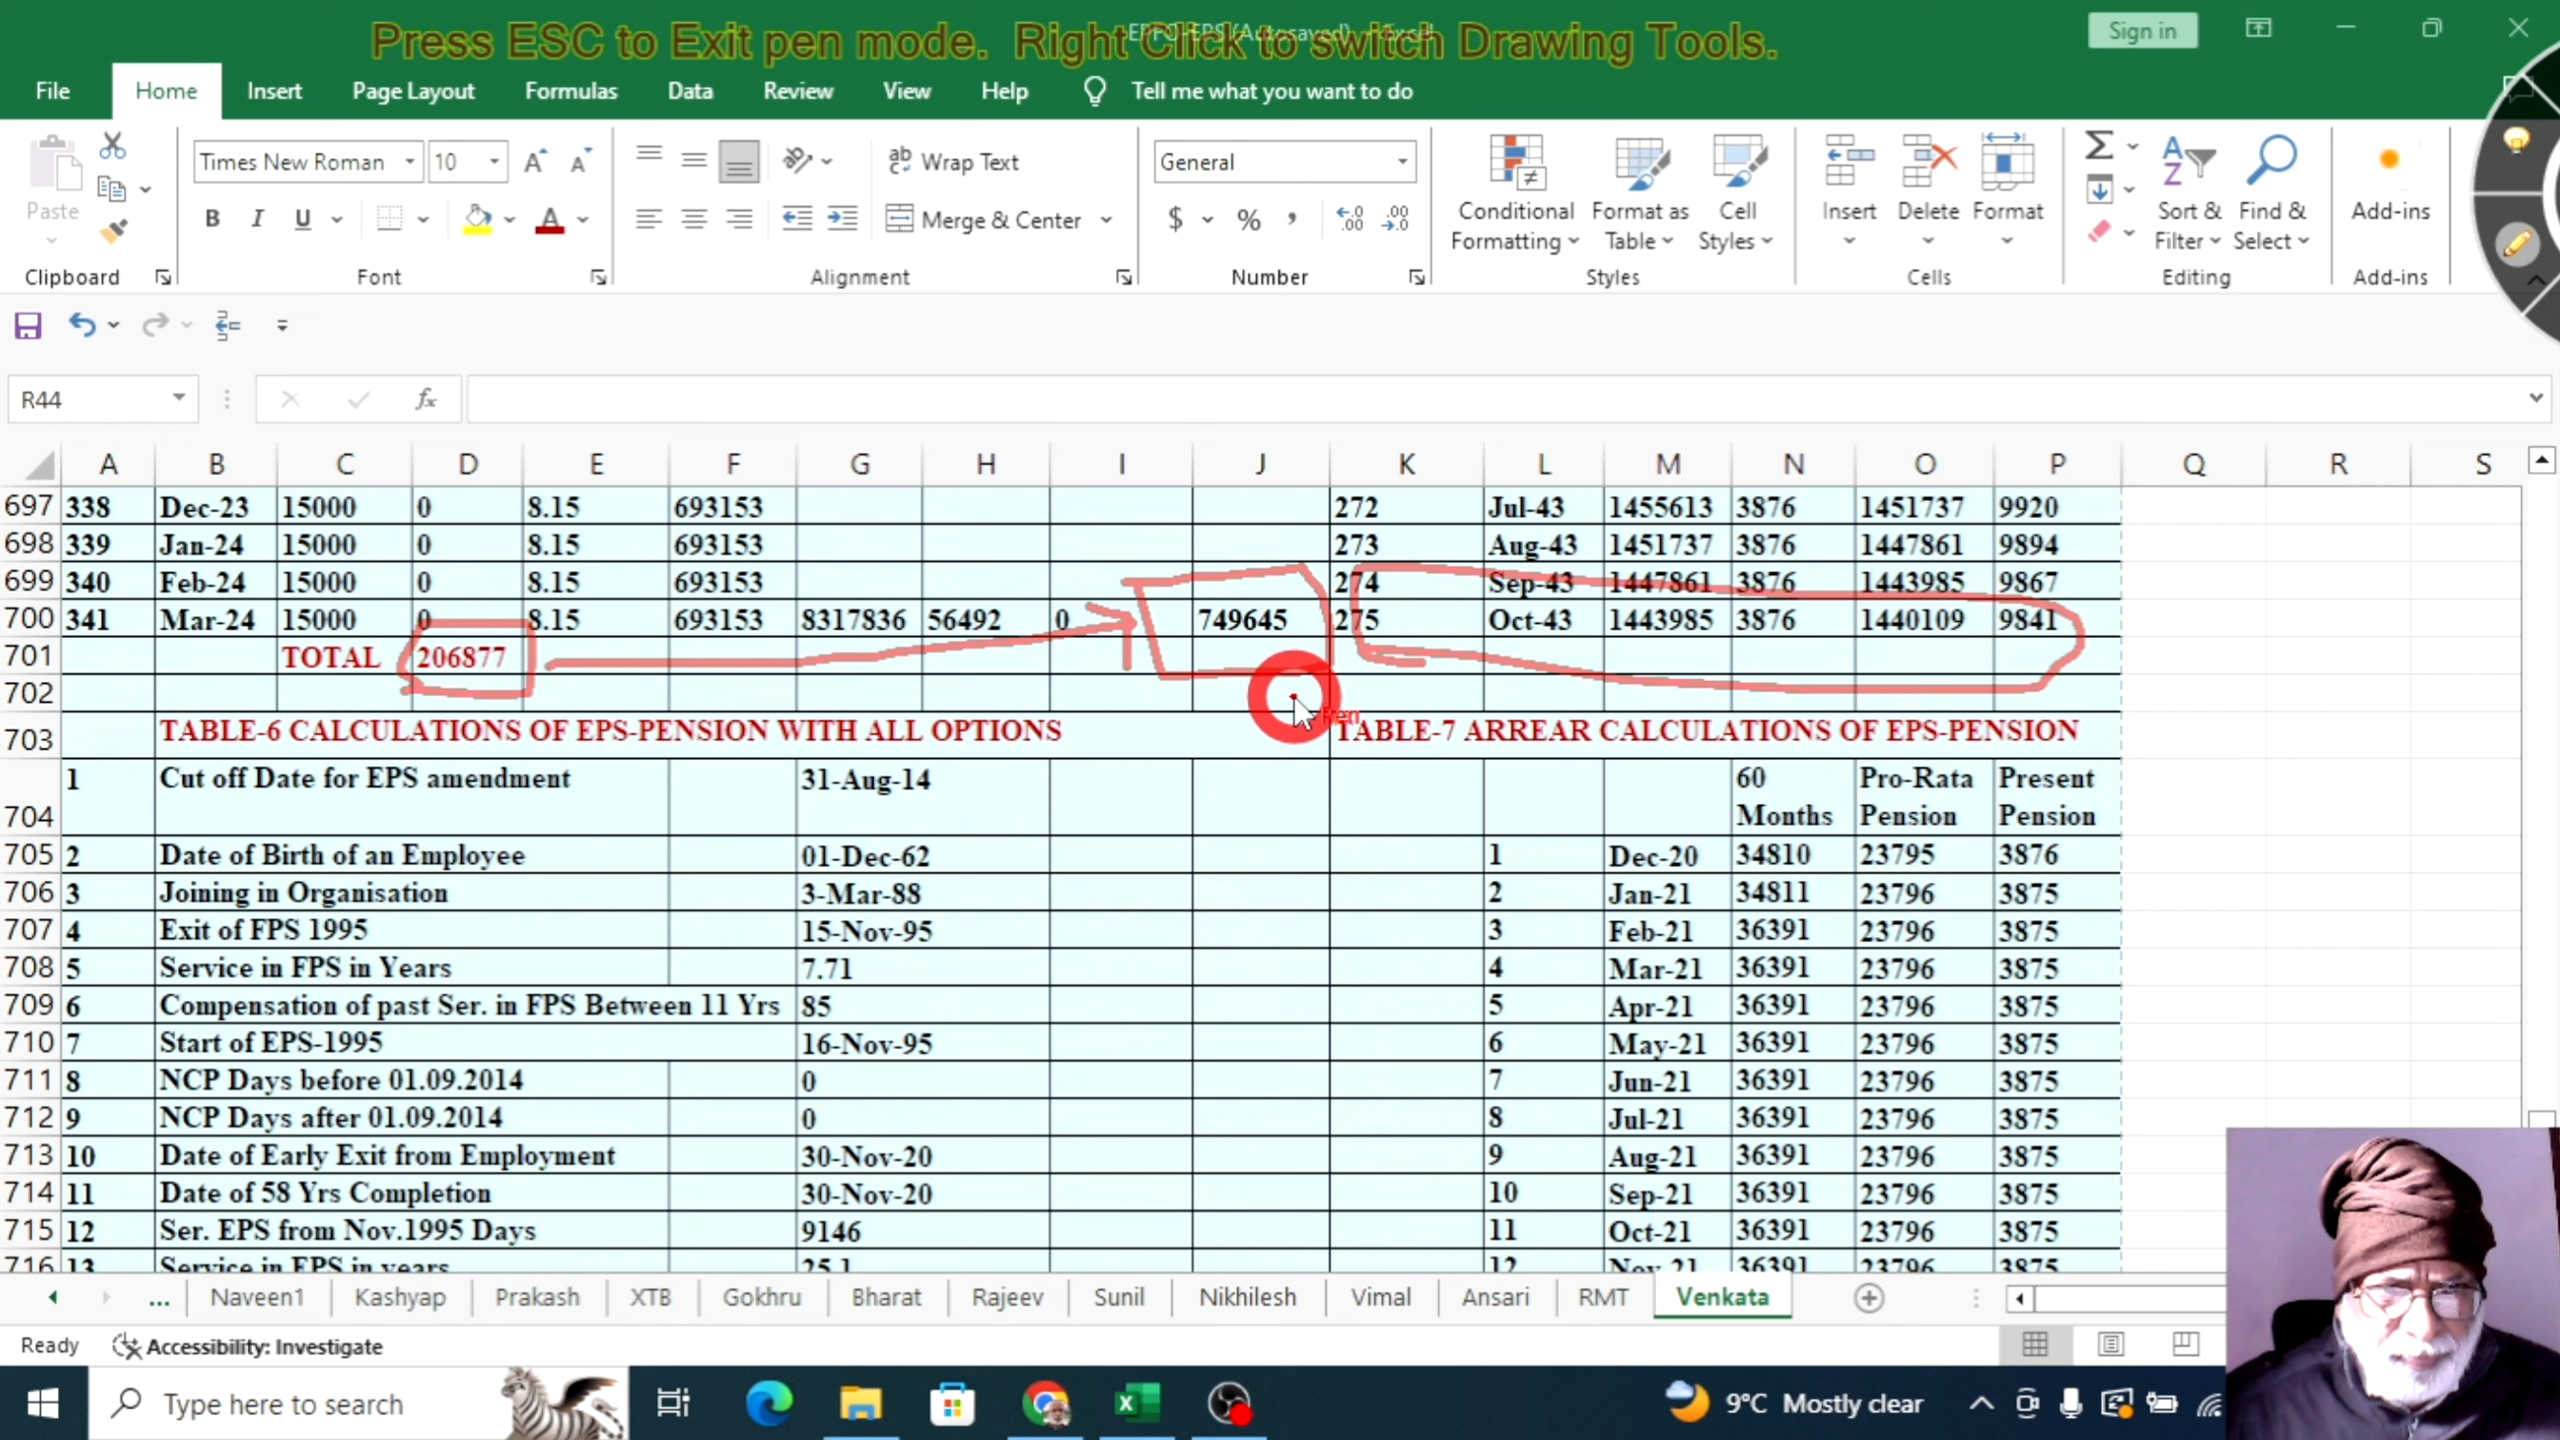 Press ESC to Exit pen mode. Right Click to switch Drawing Tools.
Sign in
File Home Insert Page Layout Formulas Data Review View Help Tell me what you want to do
Paste
Times New Roman 10
Wrap Text
General
Conditional Formatting
Format as Table
Cell Styles
Insert Delete Format
Sort & Filter
Find & Select
Add-ins
B I U
Merge & Center
$ % ,
Clipboard Font Alignment Number Styles Cells Editing Add-ins
R44 fx
A B C D E F G H I J K L M N O P Q R S
697 338 Dec-23 15000 0 8.15 693153 272 Jul-43 1455613 3876 1451737 9920
698 339 Jan-24 15000 0 8.15 693153 273 Aug-43 1451737 3876 1447861 9894
699 340 Feb-24 15000 0 8.15 693153 274 Sep-43 1447861 3876 1443985 9867
700 341 Mar-24 15000 0 8.15 693153 8317836 56492 0 749645 275 Oct-43 1443985 3876 1440109 9841
701 TOTAL 206877
702
703 TABLE-6 CALCULATIONS OF EPS-PENSION WITH ALL OPTIONS TABLE-7 ARREAR CALCULATIONS OF EPS-PENSION
704 1 Cut off Date for EPS amendment 31-Aug-14 60 Months Pro-Rata Pension Present Pension
705 2 Date of Birth of an Employee 01-Dec-62 1 Dec-20 34810 23795 3876
706 3 Joining in Organisation 3-Mar-88 2 Jan-21 34811 23796 3875
707 4 Exit of FPS 1995 15-Nov-95 3 Feb-21 36391 23796 3875
708 5 Service in FPS in Years 7.71 4 Mar-21 36391 23796 3875
709 6 Compensation of past Ser. in FPS Between 11 Yrs 85 5 Apr-21 36391 23796 3875
710 7 Start of EPS-1995 16-Nov-95 6 May-21 36391 23796 3875
711 8 NCP Days before 01.09.2014 0 7 Jun-21 36391 23796 3875
712 9 NCP Days after 01.09.2014 0 8 Jul-21 36391 23796 3875
713 10 Date of Early Exit from Employment 30-Nov-20 9 Aug-21 36391 23796 3875
714 11 Date of 58 Yrs Completion 30-Nov-20 10 Sep-21 36391 23796 3875
715 12 Ser. EPS from Nov.1995 Days 9146 11 Oct-21 36391 23796 3875
716 13 Service in EPS in years 25.1 12 Nov-21 36391 23796 3875
... Naveen1 Kashyap Prakash XTB Gokhru Bharat Rajeev Sunil Nikhilesh Vimal Ansari RMT Venkata
Ready Accessibility: Investigate
Type here to search
9°C Mostly clear